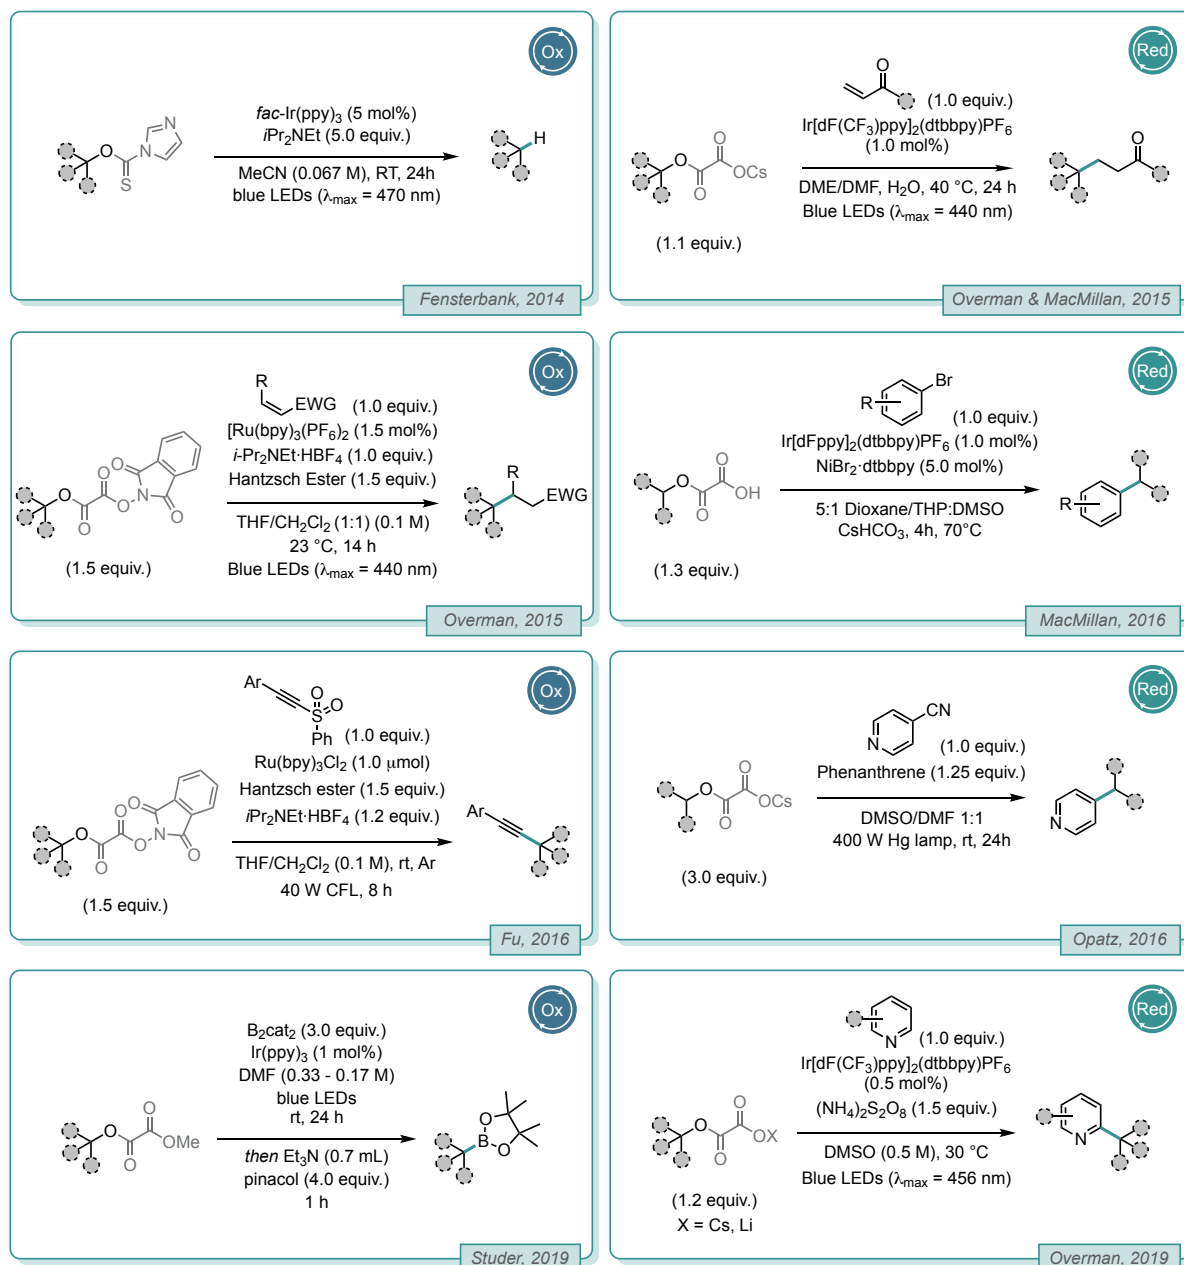 Ox
fac-Ir(ppy)3 (5 mol%)
iPr2NEt (5.0 equiv.)
MeCN (0.067 M), RT, 24h
blue LEDs (λmax = 470 nm)
O
S
N
N
H
Fensterbank, 2014
Red
O
(1.0 equiv.)
Ir[dF(CF3)ppy]2(dtbbpy)PF6
(1.0 mol%)
DME/DMF, H2O, 40 °C, 24 h
Blue LEDs (λmax = 440 nm)
O
O
O
OCs
(1.1 equiv.)
O
Overman & MacMillan, 2015
Ox
R
EWG
(1.0 equiv.)
[Ru(bpy)3(PF6)2 (1.5 mol%)
i-Pr2NEt·HBF4 (1.0 equiv.)
Hantzsch Ester (1.5 equiv.)
THF/CH2Cl2 (1:1) (0.1 M)
23 °C, 14 h
Blue LEDs (λmax = 440 nm)
O
O
O
O
N
O
O
(1.5 equiv.)
R
EWG
Overman, 2015
Red
Br
R
(1.0 equiv.)
Ir[dFppy]2(dtbbpy)PF6 (1.0 mol%)
NiBr2·dtbbpy (5.0 mol%)
5:1 Dioxane/THP:DMSO
CsHCO3, 4h, 70°C
O
O
O
OH
(1.3 equiv.)
R
MacMillan, 2016
Ox
Ar
O
O
S
Ph
(1.0 equiv.)
Ru(bpy)3Cl2 (1.0 μmol)
Hantzsch ester (1.5 equiv.)
iPr2NEt·HBF4 (1.2 equiv.)
THF/CH2Cl2 (0.1 M), rt, Ar
40 W CFL, 8 h
O
O
O
O
N
O
O
(1.5 equiv.)
Ar
Fu, 2016
Red
CN
N
(1.0 equiv.)
Phenanthrene (1.25 equiv.)
DMSO/DMF 1:1
400 W Hg lamp, rt, 24h
O
O
O
OCs
(3.0 equiv.)
N
Opatz, 2016
Ox
B2cat2 (3.0 equiv.)
Ir(ppy)3 (1 mol%)
DMF (0.33 - 0.17 M)
blue LEDs
rt, 24 h
then Et3N (0.7 mL)
pinacol (4.0 equiv.)
1 h
O
O
O
OMe
O
B
O
Studer, 2019
Red
N
(1.0 equiv.)
Ir[dF(CF3)ppy]2(dtbbpy)PF6
(0.5 mol%)
(NH4)2S2O8 (1.5 equiv.)
DMSO (0.5 M), 30 °C
Blue LEDs (λmax = 456 nm)
O
O
O
OX
(1.2 equiv.)
X = Cs, Li
N
Overman, 2019